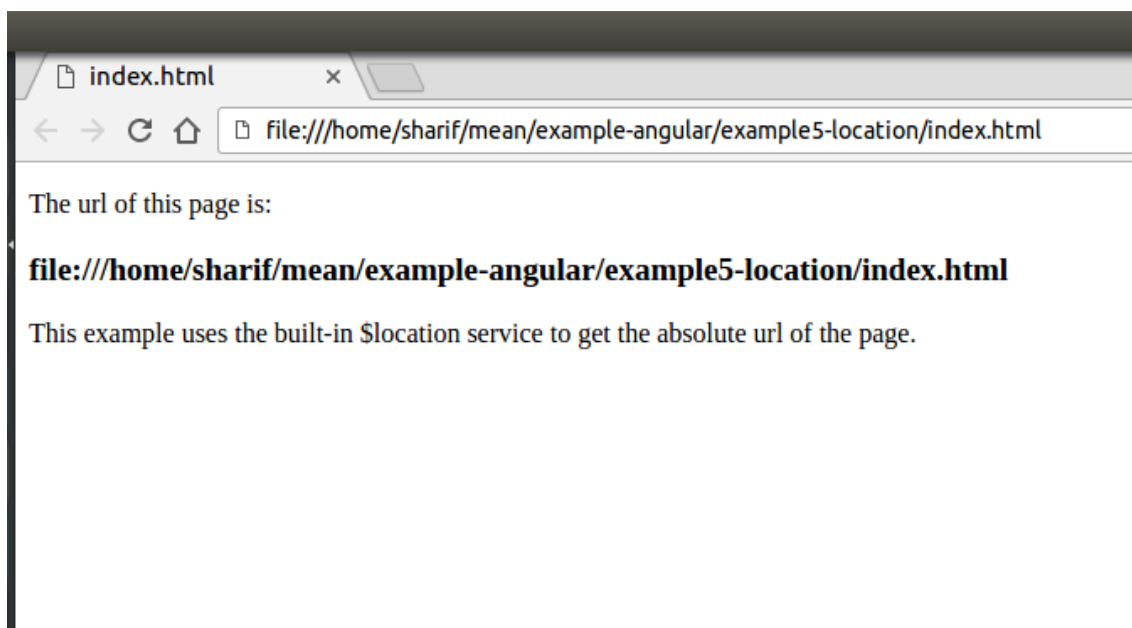 index.html
file:///home/sharif/mean/example-angular/example5-location/index.html
The url of this page is:
file:///home/sharif/mean/example-angular/example5-location/index.html
This example uses the built-in $location service to get the absolute url of the page.